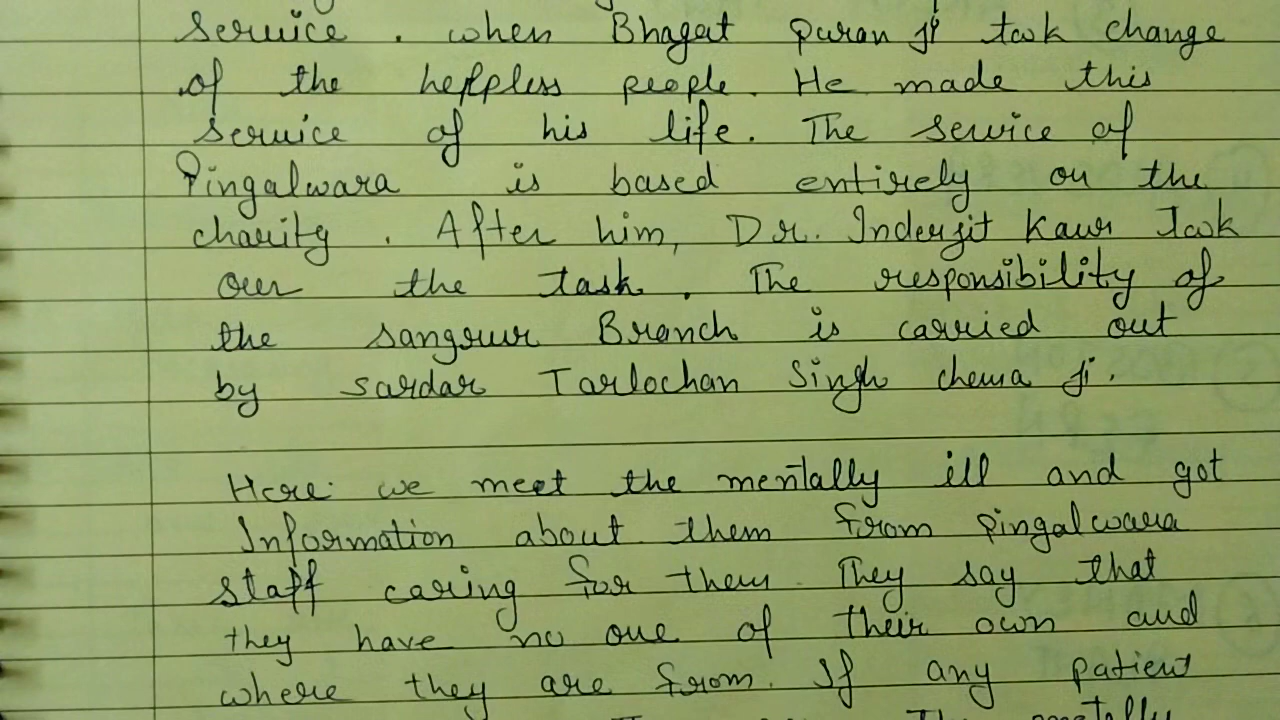 service . when Bhagat puran ji took change
of the helpless people. He made this
service of his life. The service of
Pingalwara is based entirely on the
charity . After him, Dr. Inderjit Kaur Took
over the task . The responsibility of
the sangrur Branch is carried out
by sardar Tarlochan Singh chema ji.
Here we meet the mentally ill and got
Information about them from pingalwara
staff caring for them. They say that
they have no one of their own and
where they are from. If any patient